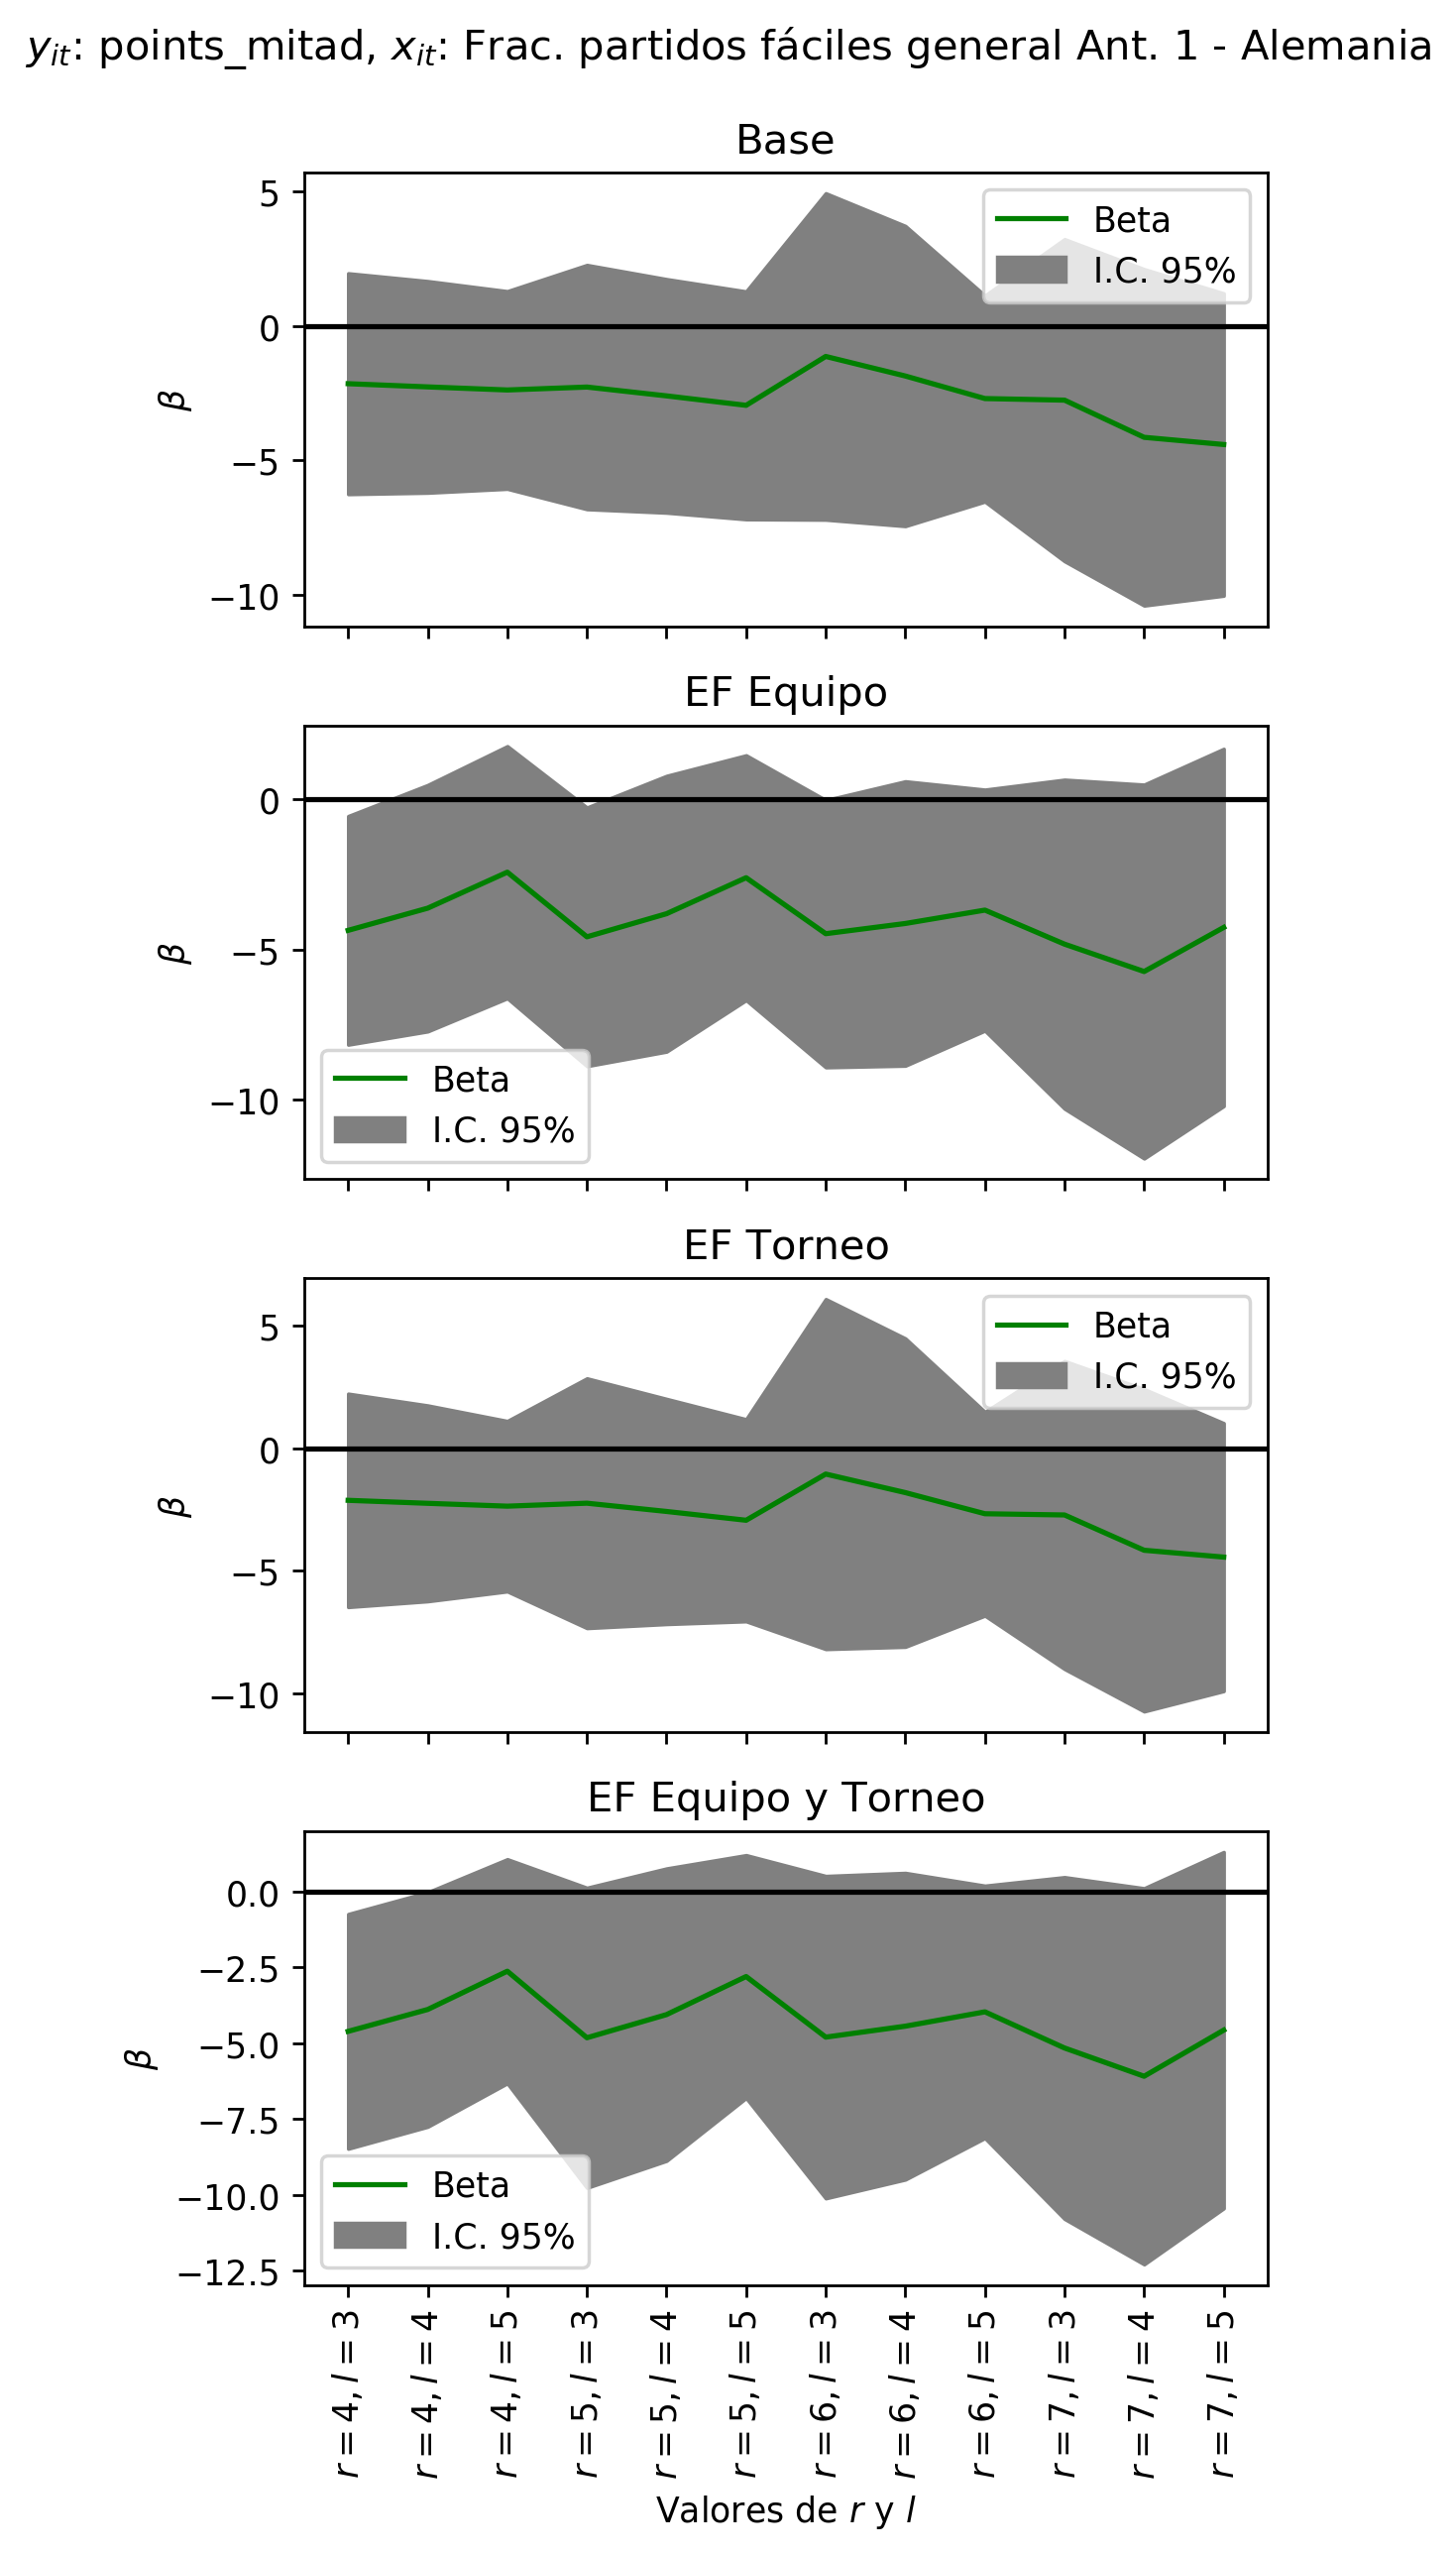 y_it: points_mitad, x_it: Frac. partidos fáciles general Ant. 1 - Alemania
Base
5
0
−5
−10
β
Beta
I.C. 95%
EF Equipo
0
−5
−10
β
Beta
I.C. 95%
EF Torneo
5
0
−5
−10
β
Beta
I.C. 95%
EF Equipo y Torneo
0.0
−2.5
−5.0
−7.5
−10.0
−12.5
β
Beta
I.C. 95%
r = 4, l = 3
r = 4, l = 4
r = 4, l = 5
r = 5, l = 3
r = 5, l = 4
r = 5, l = 5
r = 6, l = 3
r = 6, l = 4
r = 6, l = 5
r = 7, l = 3
r = 7, l = 4
r = 7, l = 5
Valores de r y l